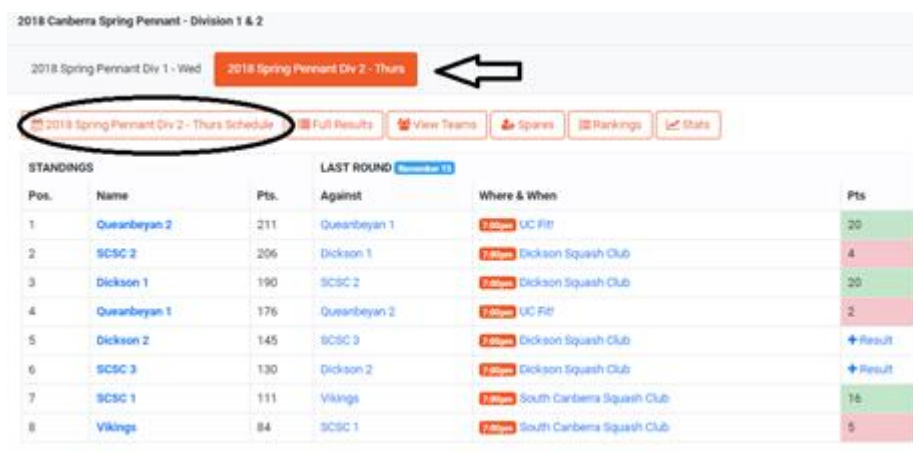 2018 Canberra Spring Pennant - Division 1 & 2
2018 Spring Pennant Div 1 - Wed 2018 Spring Pennant Div 2 - Thurs
2018 Spring Pennant Div 2 - Thurs Schedule Full Results View Teams Spares Rankings Stats
STANDINGS LAST ROUND November 15
Pos. Name Pts. Against Where & When Pts
1 Queanbeyan 2 211 Queanbeyan 1 7:00pm UC Fit! 20
2 SCSC 2 206 Dickson 1 7:00pm Dickson Squash Club 4
3 Dickson 1 190 SCSC 2 7:00pm Dickson Squash Club 20
4 Queanbeyan 1 176 Queanbeyan 2 7:00pm UC Fit! 2
5 Dickson 2 145 SCSC 3 7:00pm Dickson Squash Club + Result
6 SCSC 3 130 Dickson 2 7:00pm Dickson Squash Club + Result
7 SCSC 1 111 Vikings 7:00pm South Canberra Squash Club 16
8 Vikings 84 SCSC 1 7:00pm South Canberra Squash Club 5